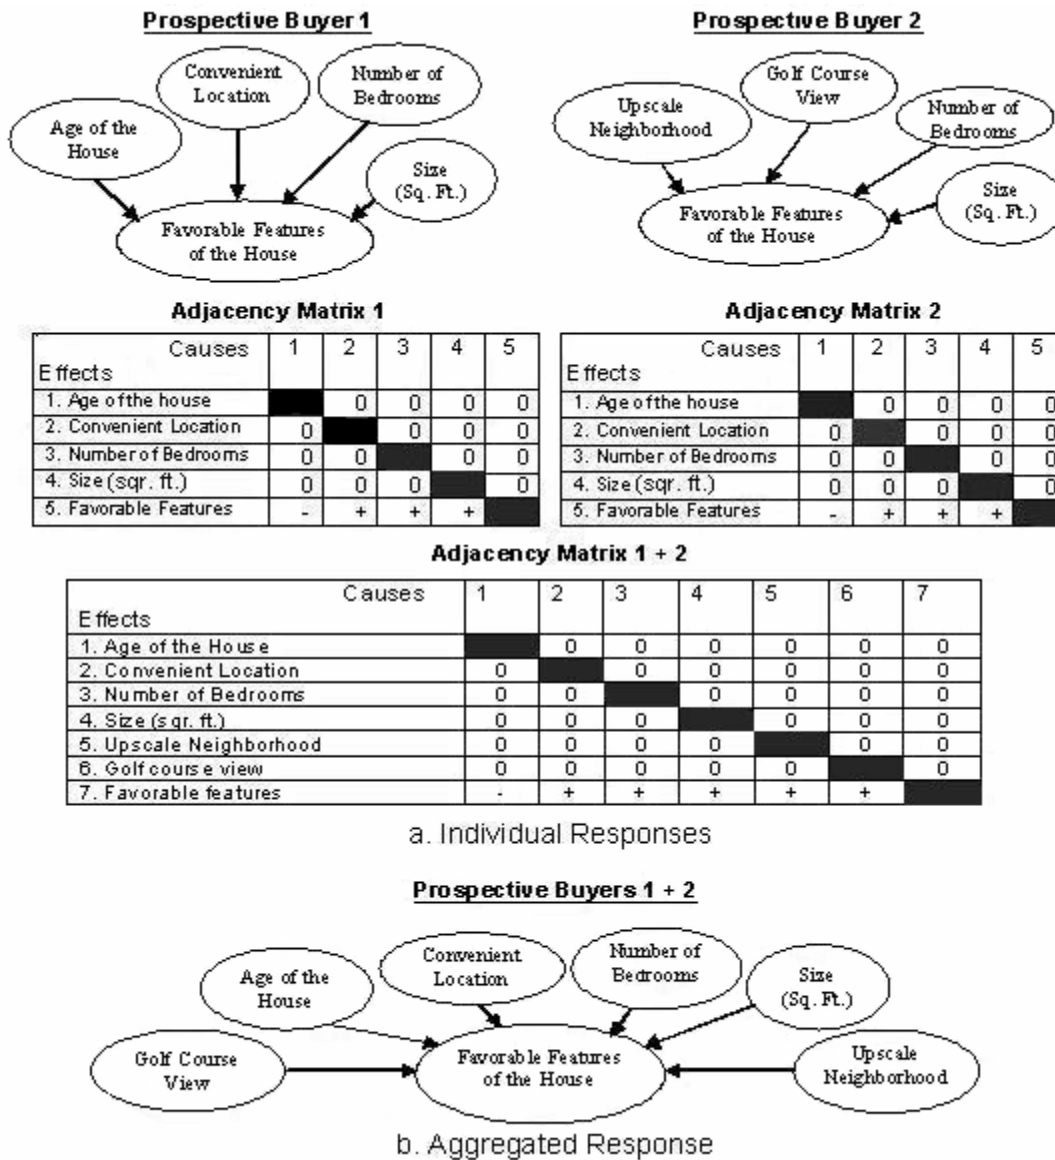 Prospective Buyer 1
Convenient
Location
Number of
Bedrooms
Age of the
House
Size
(Sq. Ft.)
Favorable Features
of the House
Prospective Buyer 2
Golf Course
View
Upscale
Neighborhood
Number of
Bedrooms
Size
(Sq. Ft.)
Favorable Features
of the House
Adjacency Matrix 1
Causes 1 2 3 4 5
Effects
1. Age of the house 0 0 0 0
2. Convenient Location 0 0 0 0
3. Number of Bedrooms 0 0 0 0
4. Size (sqr. ft.) 0 0 0 0
5. Favorable Features - + + +
Adjacency Matrix 2
Causes 1 2 3 4 5
Effects
1. Age of the house 0 0 0 0
2. Convenient Location 0 0 0 0
3. Number of Bedrooms 0 0 0 0
4. Size (sqr. ft.) 0 0 0 0
5. Favorable Features - + + +
Adjacency Matrix 1 + 2
Causes 1 2 3 4 5 6 7
Effects
1. Age of the House 0 0 0 0 0 0
2. Convenient Location 0 0 0 0 0 0
3. Number of Bedrooms 0 0 0 0 0 0
4. Size (sqr. ft.) 0 0 0 0 0 0
5. Upscale Neighborhood 0 0 0 0 0 0
6. Golf course view 0 0 0 0 0 0
7. Favorable features - + + + + +
a. Individual Responses
Prospective Buyers 1 + 2
Convenient
Location
Number of
Bedrooms
Age of the
House
Size
(Sq. Ft.)
Golf Course
View
Favorable Features
of the House
Upscale
Neighborhood
b. Aggregated Response